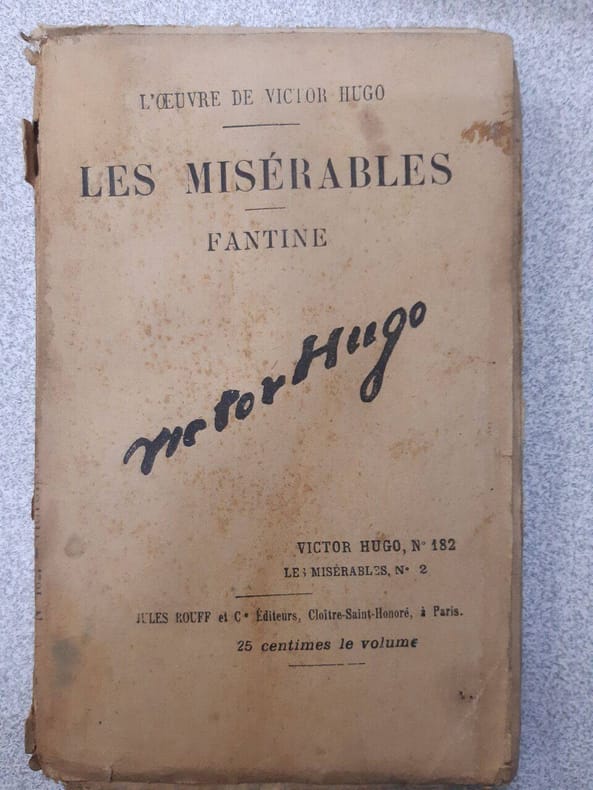 L'ŒUVRE DE VICTOR HUGO
LES MISÉRABLES
FANTINE
Victor Hugo
VICTOR HUGO, N° 182
LES MISÉRABLES, N° 2
JULES ROUFF et Cᵉ Éditeurs, Cloître-Saint-Honoré, à Paris.
25 centimes le volume